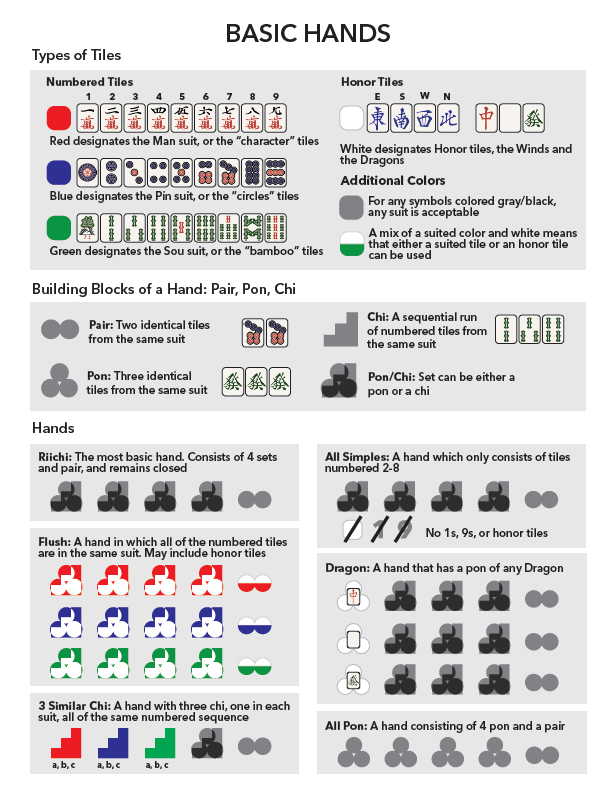 BASIC HANDS
Types of Tiles
Numbered Tiles
1 2 3 4 5 6 7 8 9
一萬 二萬 三萬 四萬 伍萬 六萬 七萬 八萬 九萬
Red designates the Man suit, or the “character” tiles
Blue designates the Pin suit, or the “circles” tiles
Green designates the Sou suit, or the “bamboo” tiles
Honor Tiles
E S W N
東 南 西 北 中 發
White designates Honor tiles, the Winds and
the Dragons
Additional Colors
For any symbols colored gray/black,
any suit is acceptable
A mix of a suited color and white means
that either a suited tile or an honor tile
can be used
Building Blocks of a Hand: Pair, Pon, Chi
Pair: Two identical tiles
from the same suit
Pon: Three identical
tiles from the same suit
發 發 發
Chi: A sequential run
of numbered tiles from
the same suit
Pon/Chi: Set can be either a
pon or a chi
Hands
Riichi: The most basic hand. Consists of 4 sets
and pair, and remains closed
Flush: A hand in which all of the numbered tiles
are in the same suit. May include honor tiles
3 Similar Chi: A hand with three chi, one in each
suit, all of the same numbered sequence
a, b, c a, b, c a, b, c
All Simples: A hand which only consists of tiles
numbered 2-8
1 9 No 1s, 9s, or honor tiles
Dragon: A hand that has a pon of any Dragon
中
發
All Pon: A hand consisting of 4 pon and a pair